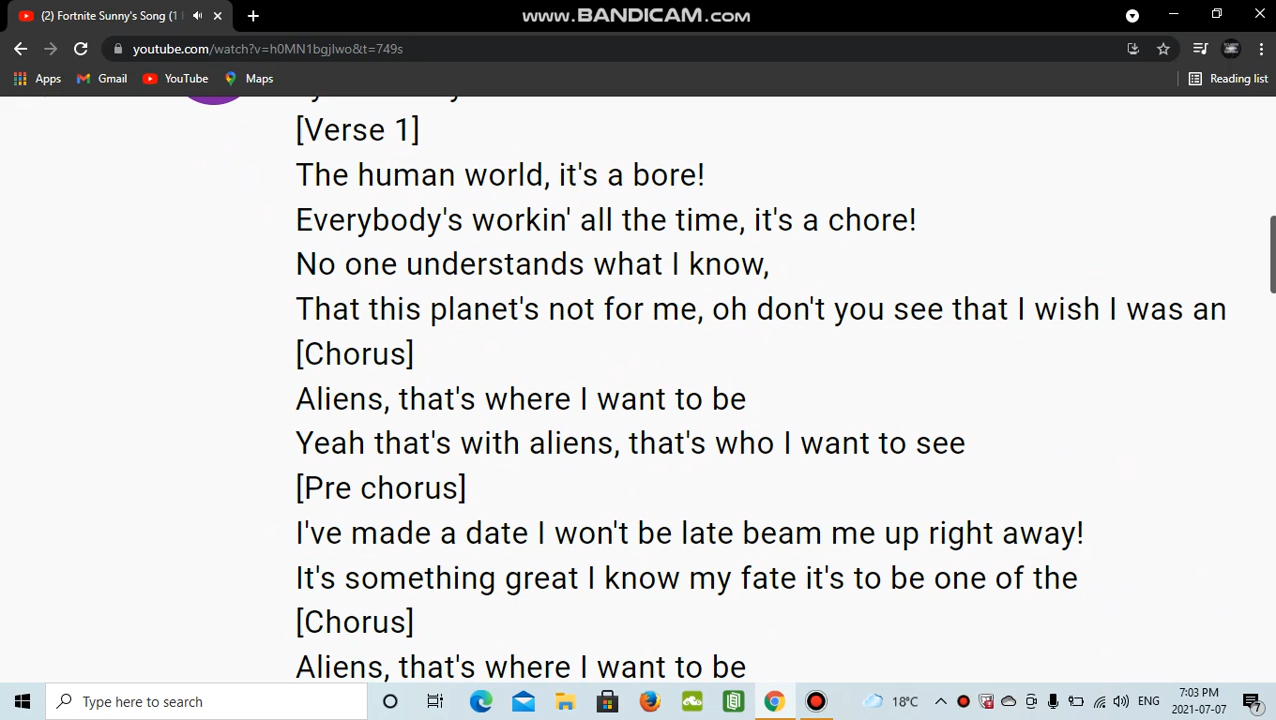 (2) Fortnite Sunny's Song (1
www.BANDICAM.com
youtube.com/watch?v=h0MN1bgjlwo&t=749s
Apps
Gmail
YouTube
Maps
Reading list
[Verse 1]
The human world, it's a bore!
Everybody's workin' all the time, it's a chore!
No one understands what I know,
That this planet's not for me, oh don't you see that I wish I was an
[Chorus]
Aliens, that's where I want to be
Yeah that's with aliens, that's who I want to see
[Pre chorus]
I've made a date I won't be late beam me up right away!
It's something great I know my fate it's to be one of the
[Chorus]
Aliens, that's where I want to be
Type here to search
18°C
ENG
7:03 PM
2021-07-07
7